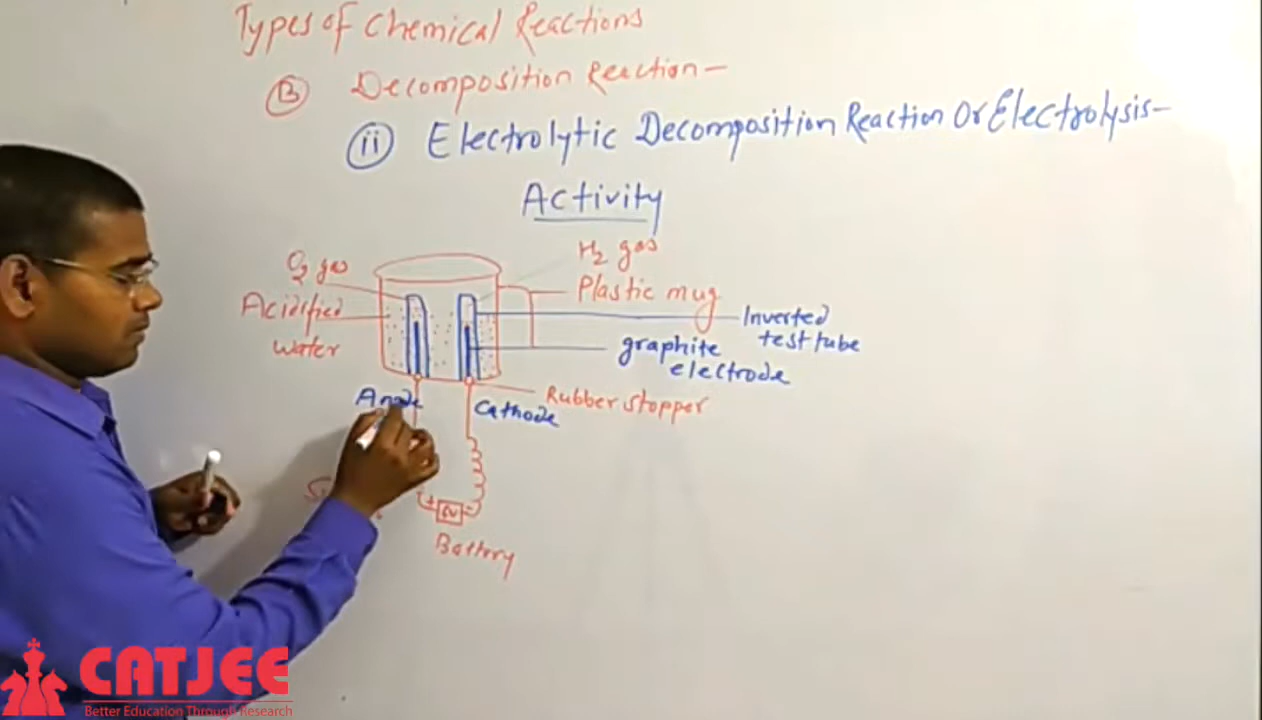 Types of Chemical Reactions
B Decomposition Reaction -
ii Electrolytic Decomposition Reaction Or Electrolysis -
Activity
O2 gas
H2 gas
Acidified
water
Plastic mug
Inverted
test tube
graphite
electrode
Anode
Cathode
Rubber stopper
+ 6V -
Battery
CATJEE
Better Education Through Research